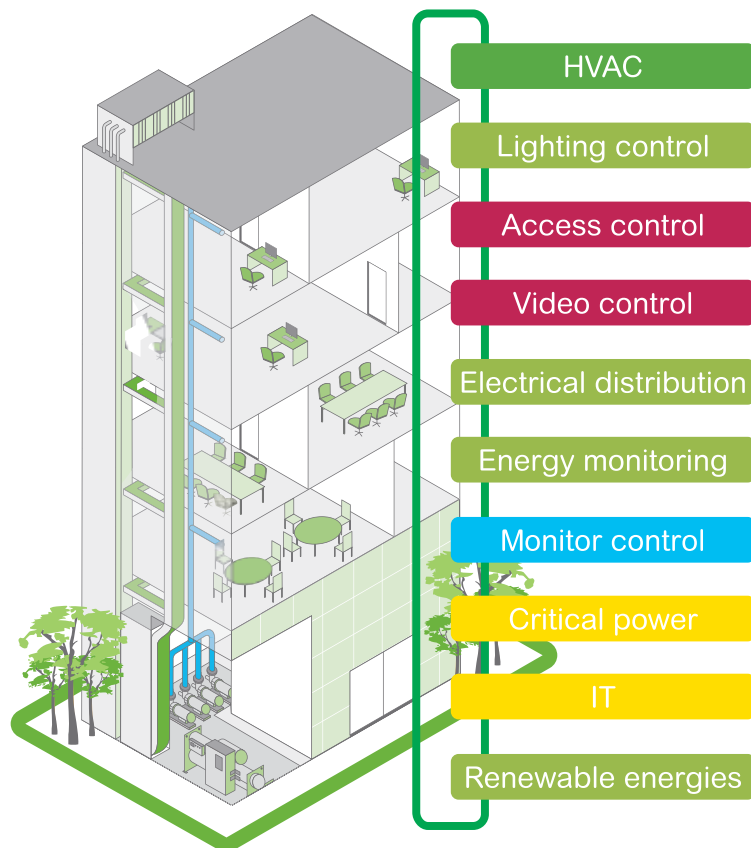 HVAC
Lighting control
Access control
Video control
Electrical distribution
Energy monitoring
Monitor control
Critical power
IT
Renewable energies